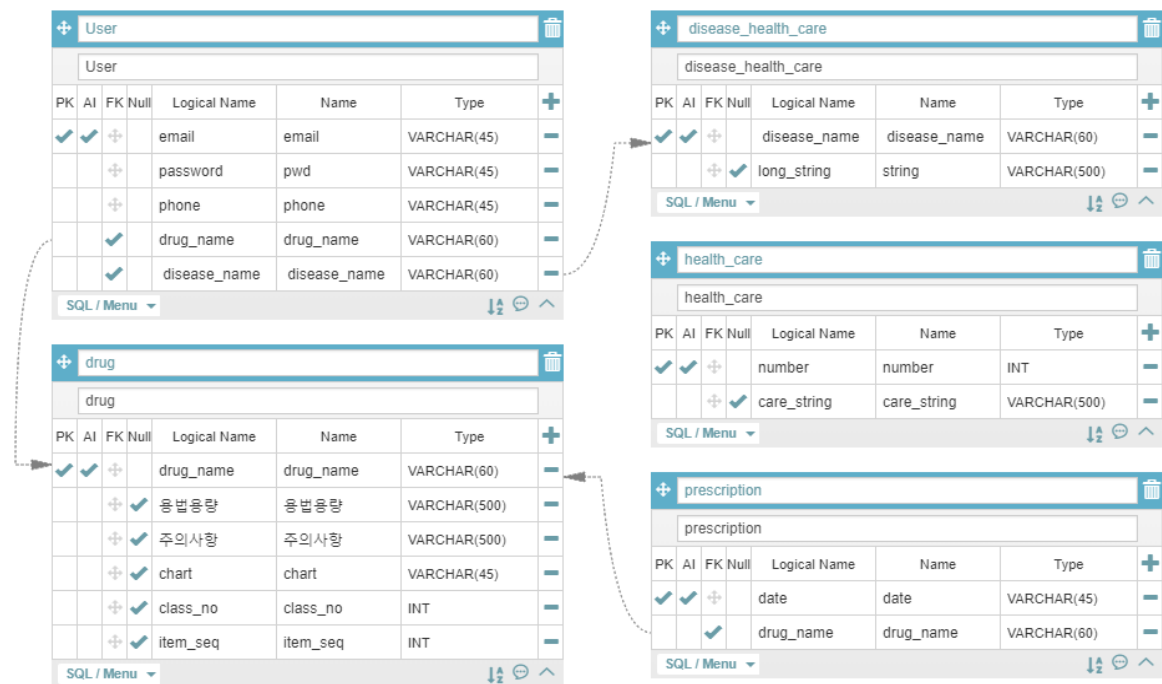 User
User
PK AI FK Null Logical Name Name Type
email email VARCHAR(45)
password pwd VARCHAR(45)
phone phone VARCHAR(45)
drug_name drug_name VARCHAR(60)
disease_name disease_name VARCHAR(60)
SQL / Menu
drug
drug
PK AI FK Null Logical Name Name Type
drug_name drug_name VARCHAR(60)
용법용량 용법용량 VARCHAR(500)
주의사항 주의사항 VARCHAR(500)
chart chart VARCHAR(45)
class_no class_no INT
item_seq item_seq INT
SQL / Menu
disease_health_care
disease_health_care
PK AI FK Null Logical Name Name Type
disease_name disease_name VARCHAR(60)
long_string string VARCHAR(500)
SQL / Menu
health_care
health_care
PK AI FK Null Logical Name Name Type
number number INT
care_string care_string VARCHAR(500)
SQL / Menu
prescription
prescription
PK AI FK Null Logical Name Name Type
date date VARCHAR(45)
drug_name drug_name VARCHAR(60)
SQL / Menu